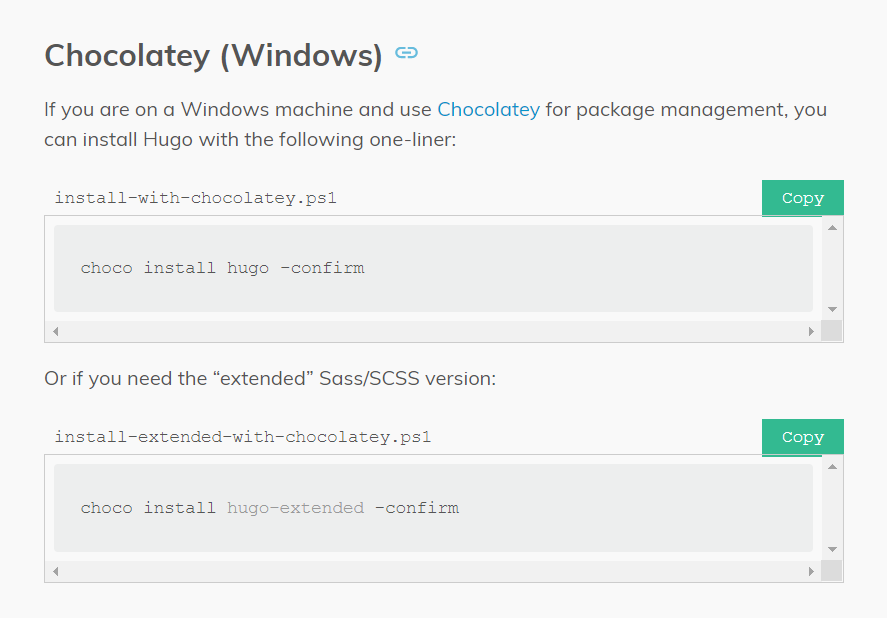 Chocolatey (Windows)
If you are on a Windows machine and use Chocolatey for package management, you
can install Hugo with the following one-liner:
install-with-chocolatey.ps1
Copy
choco install hugo -confirm
Or if you need the “extended” Sass/SCSS version:
install-extended-with-chocolatey.ps1
Copy
choco install hugo-extended -confirm